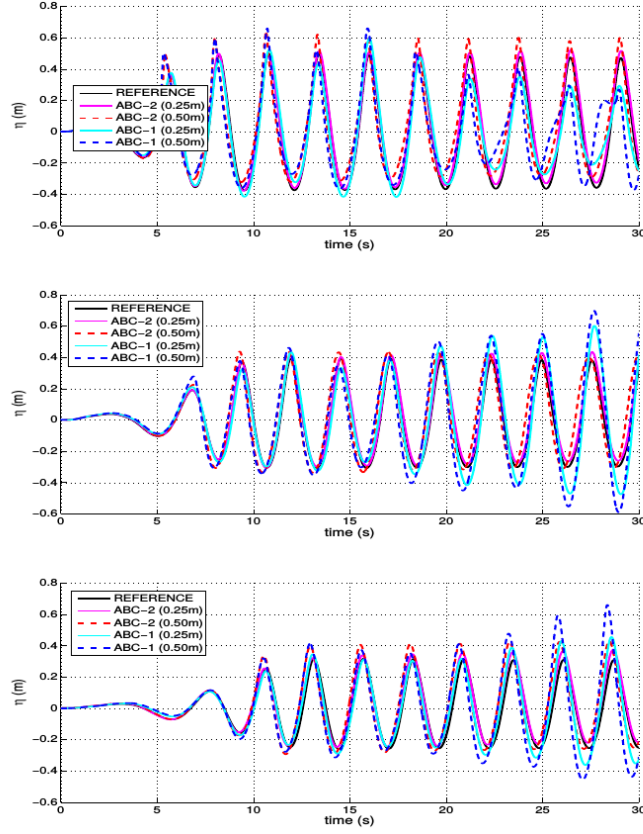 0.8
0.6
0.4
0.2
0
−0.2
−0.4
−0.6
η (m)
REFERENCE
ABC−2 (0.25m)
ABC−2 (0.50m)
ABC−1 (0.25m)
ABC−1 (0.50m)
0 5 10 15 20 25 30
time (s)
0.8
0.6
0.4
0.2
0
−0.2
−0.4
−0.6
η (m)
REFERENCE
ABC−2 (0.25m)
ABC−2 (0.50m)
ABC−1 (0.25m)
ABC−1 (0.50m)
0 5 10 15 20 25 30
time (s)
0.8
0.6
0.4
0.2
0
−0.2
−0.4
−0.6
η (m)
REFERENCE
ABC−2 (0.25m)
ABC−2 (0.50m)
ABC−1 (0.25m)
ABC−1 (0.50m)
0 5 10 15 20 25 30
time (s)